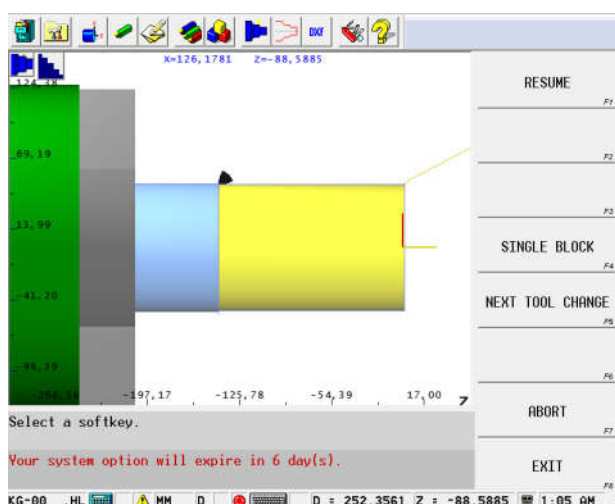 DXF
X=126,1781 Z=-88,5885
124,38
69,19
13,99
-41,20
-96,39
-197,17 -125,78 -54,39 17,00 Z
RESUME
F1
F2
F3
SINGLE BLOCK
F4
NEXT TOOL CHANGE
F5
F6
ABORT
F7
EXIT
F8
Select a softkey.
Your system option will expire in 6 day(s).
KG-00 .HL MM D D = 252.3561 Z = -88.5885 1:05 AM